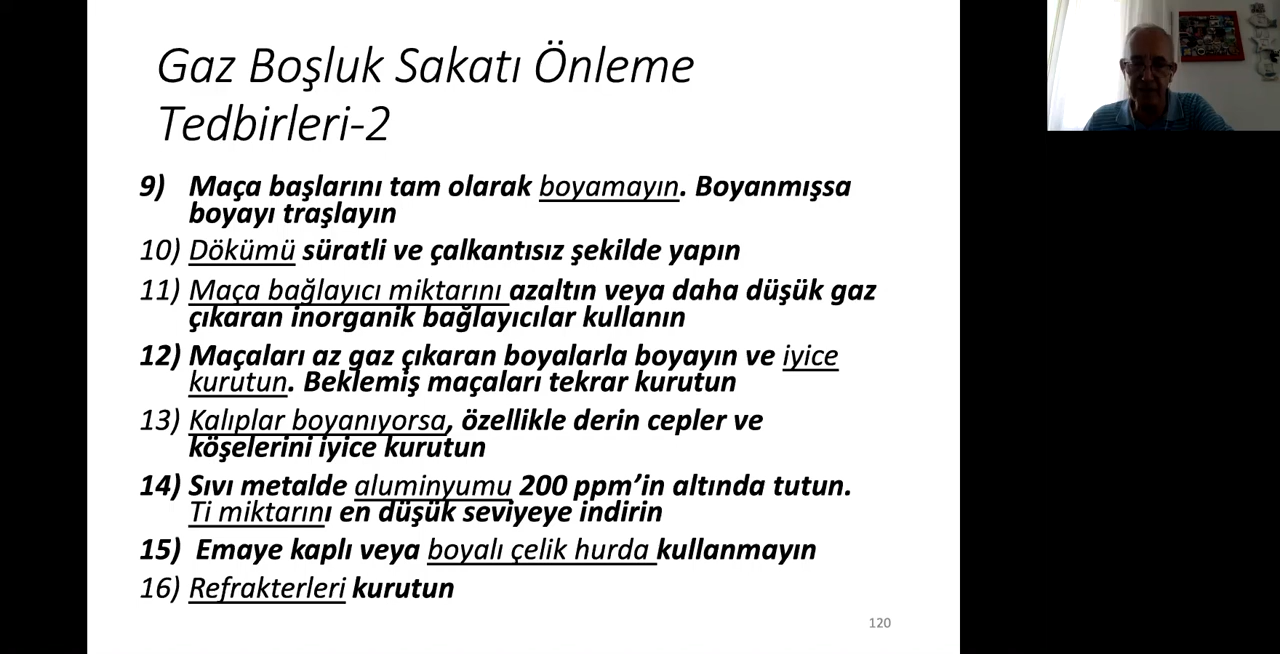 Gaz Boşluk Sakatı Önleme
Tedbirleri-2
9) Maça başlarını tam olarak boyamayın. Boyanmışsa
boyayı traşlayın
10) Dökümü süratli ve çalkantısız şekilde yapın
11) Maça bağlayıcı miktarını azaltın veya daha düşük gaz
çıkaran inorganik bağlayıcılar kullanın
12) Maçaları az gaz çıkaran boyalarla boyayın ve iyice
kurutun. Beklemiş maçaları tekrar kurutun
13) Kalıplar boyanıyorsa, özellikle derin cepler ve
köşelerini iyice kurutun
14) Sıvı metalde aluminyumu 200 ppm’in altında tutun.
Ti miktarını en düşük seviyeye indirin
15) Emaye kaplı veya boyalı çelik hurda kullanmayın
16) Refrakterleri kurutun
120